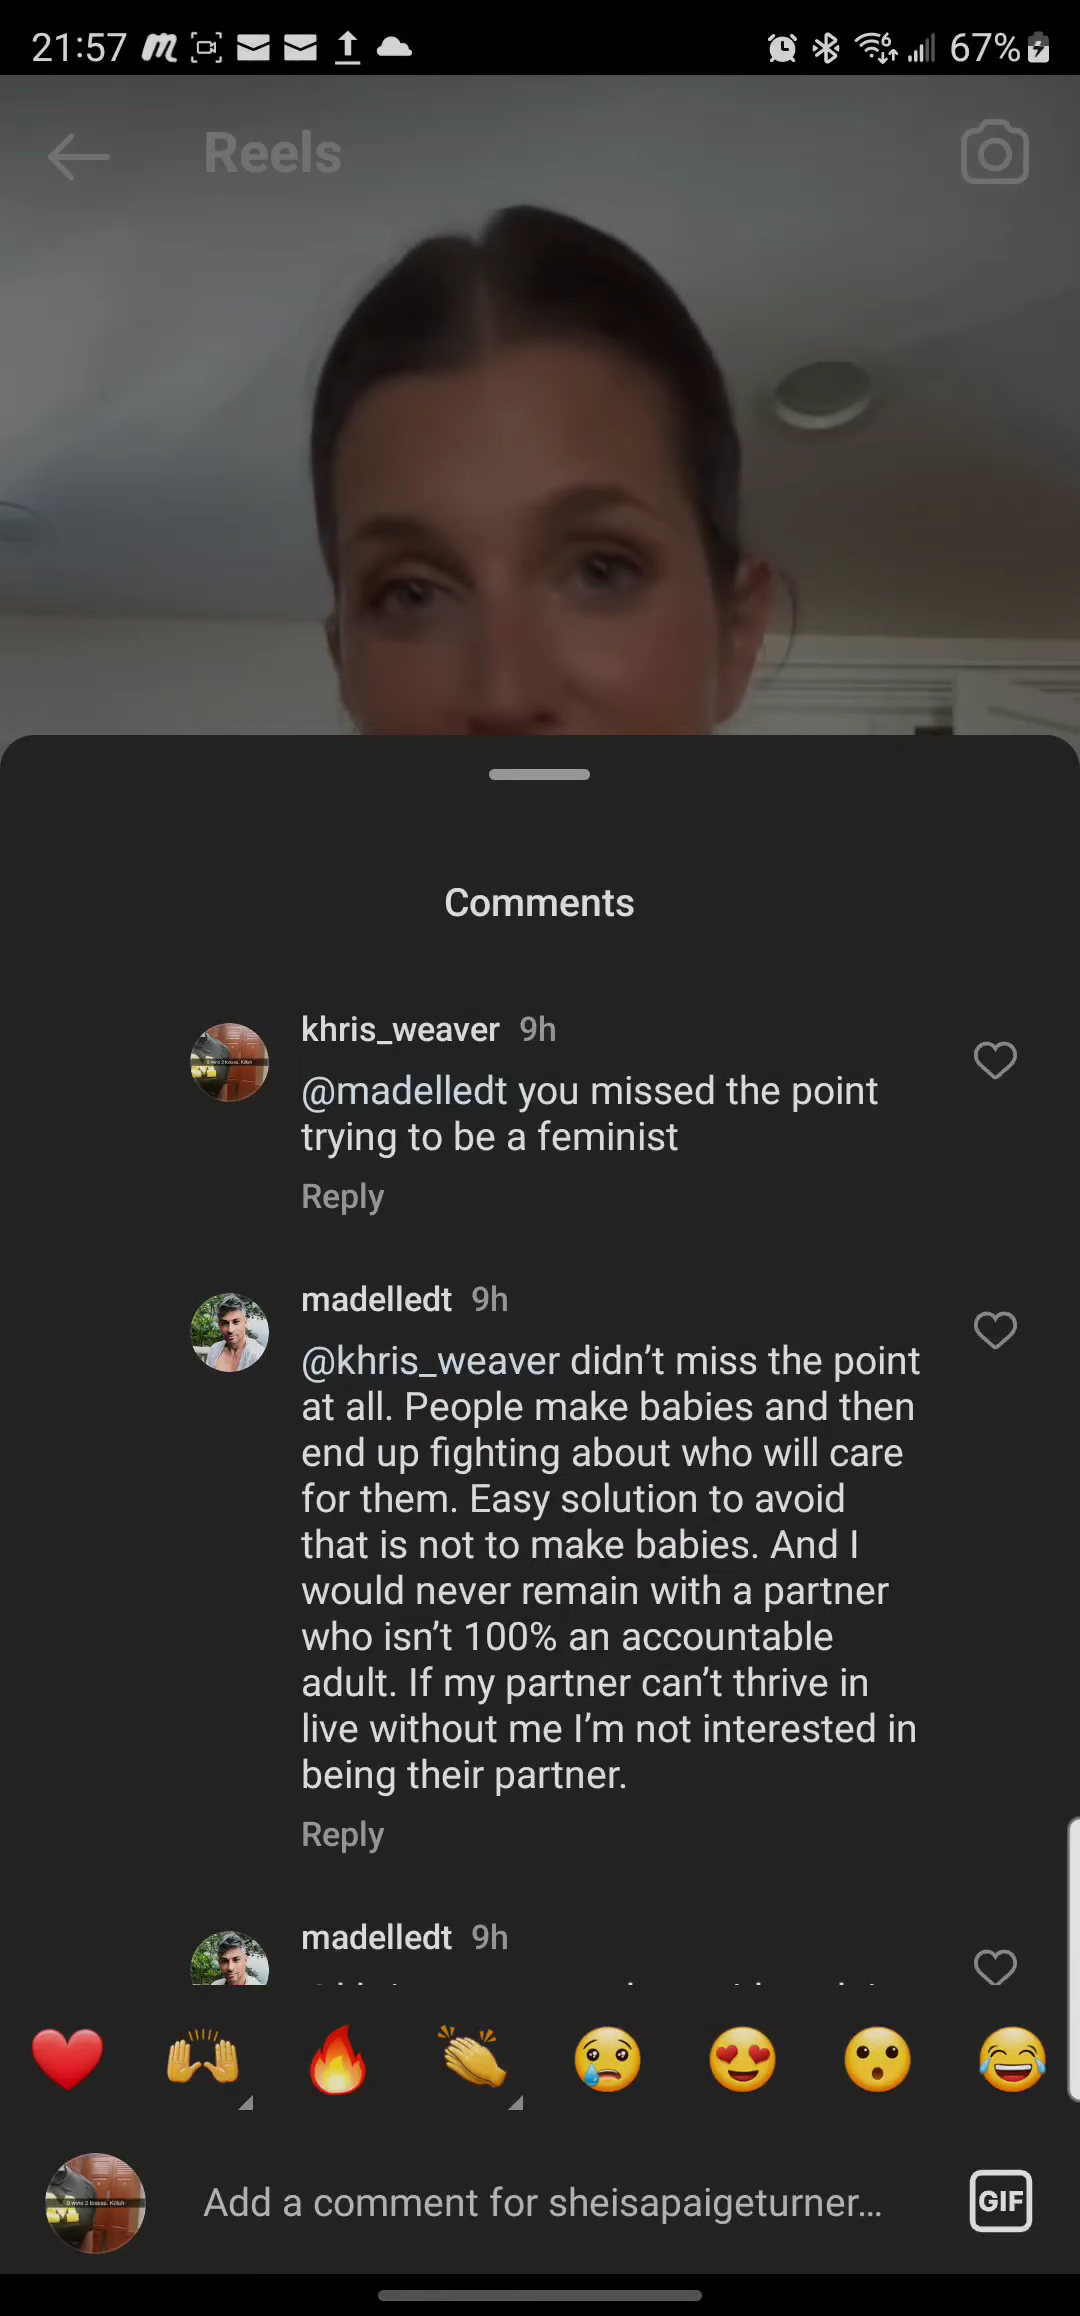 21:57
67%
Reels
Comments
khris_weaver 9h
@madelledt you missed the point
trying to be a feminist
Reply
madelledt 9h
@khris_weaver didn’t miss the point
at all. People make babies and then
end up fighting about who will care
for them. Easy solution to avoid
that is not to make babies. And I
would never remain with a partner
who isn’t 100% an accountable
adult. If my partner can’t thrive in
live without me I’m not interested in
being their partner.
Reply
madelledt 9h
Add a comment for sheisapaigeturner...
GIF